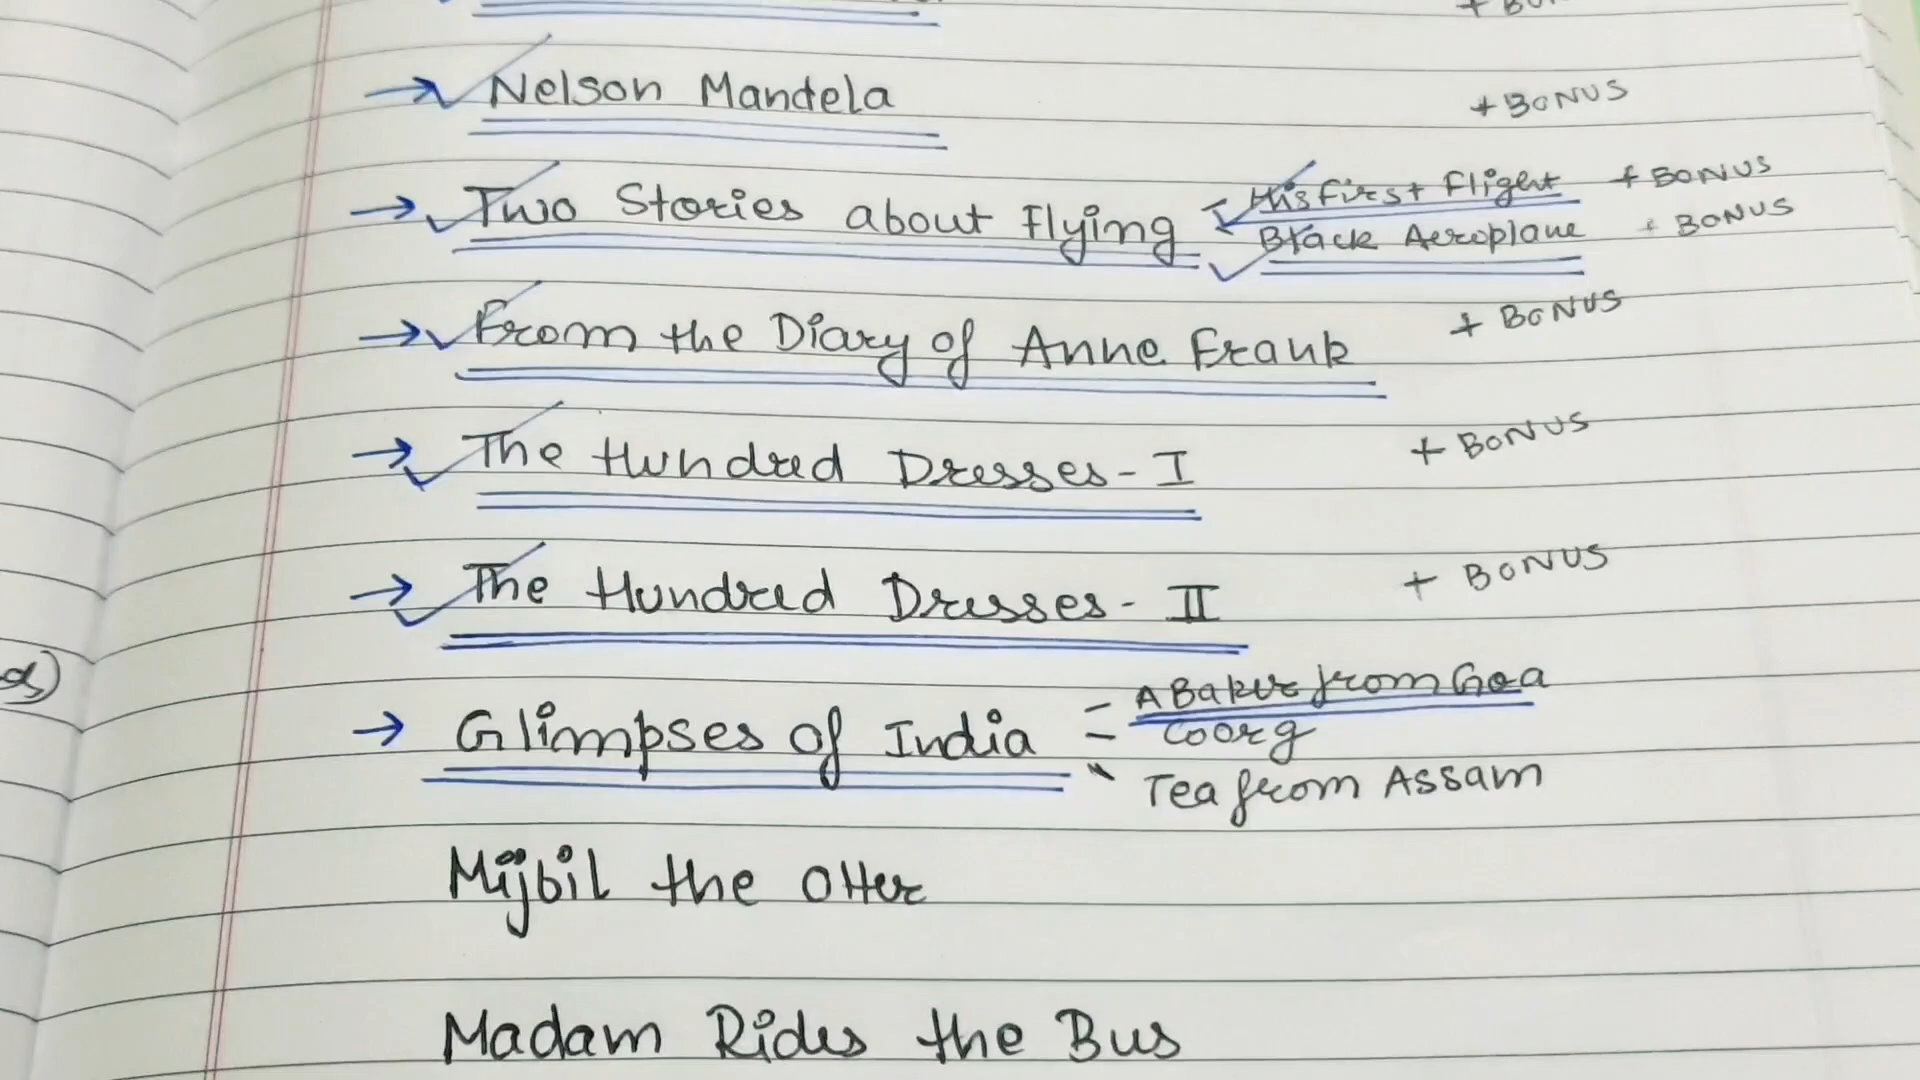 + BON
→ Nelson Mandela + BONUS
→ Two Stories about Flying - His First Flight + BONUS
Black Aeroplane + BONUS
→ From the Diary of Anne Frank + BONUS
→ The Hundred Dresses - I + BONUS
→ The Hundred Dresses - II + BONUS
→ Glimpses of India - A Baker from Goa
- Coorg
- Tea from Assam
Mijbil the Otter
Madam Rides the Bus